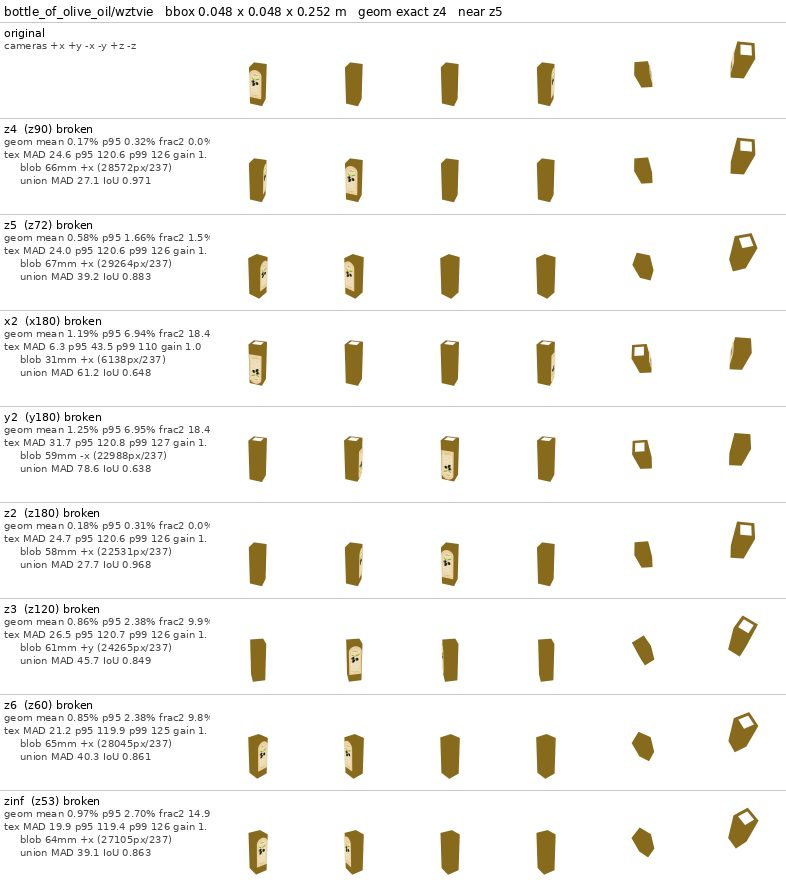 bottle_of_olive_oil/wztvie   bbox 0.048 x 0.048 x 0.252 m   geom exact z4   near z5
original
cameras +x +y -x -y +z -z
z4  (z90) broken
geom mean 0.17% p95 0.32% frac2 0.0%
tex MAD 24.6 p95 120.6 p99 126 gain 1.
blob 66mm +x (28572px/237)
union MAD 27.1 IoU 0.971
z5  (z72) broken
geom mean 0.58% p95 1.66% frac2 1.5%
tex MAD 24.0 p95 120.6 p99 126 gain 1.
blob 67mm +x (29264px/237)
union MAD 39.2 IoU 0.883
x2  (x180) broken
geom mean 1.19% p95 6.94% frac2 18.4
tex MAD 6.3 p95 43.5 p99 110 gain 1.0
blob 31mm +x (6138px/237)
union MAD 61.2 IoU 0.648
y2  (y180) broken
geom mean 1.25% p95 6.95% frac2 18.4
tex MAD 31.7 p95 120.8 p99 127 gain 1.
blob 59mm -x (22988px/237)
union MAD 78.6 IoU 0.638
z2  (z180) broken
geom mean 0.18% p95 0.31% frac2 0.0%
tex MAD 24.7 p95 120.6 p99 126 gain 1.
blob 58mm +x (22531px/237)
union MAD 27.7 IoU 0.968
z3  (z120) broken
geom mean 0.86% p95 2.38% frac2 9.9%
tex MAD 26.5 p95 120.7 p99 126 gain 1.
blob 61mm +y (24265px/237)
union MAD 45.7 IoU 0.849
z6  (z60) broken
geom mean 0.85% p95 2.38% frac2 9.8%
tex MAD 21.2 p95 119.9 p99 125 gain 1.
blob 65mm +x (28045px/237)
union MAD 40.3 IoU 0.861
zinf  (z53) broken
geom mean 0.97% p95 2.70% frac2 14.9
tex MAD 19.9 p95 119.4 p99 126 gain 1.
blob 64mm +x (27105px/237)
union MAD 39.1 IoU 0.863